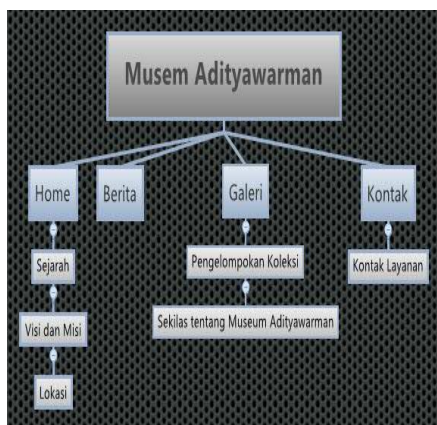 Musem Adityawarman
Home
Berita
Galeri
Kontak
Sejarah
Pengelompokan Koleksi
Kontak Layanan
Visi dan Misi
Sekilas tentang Museum Adityawarman
Lokasi